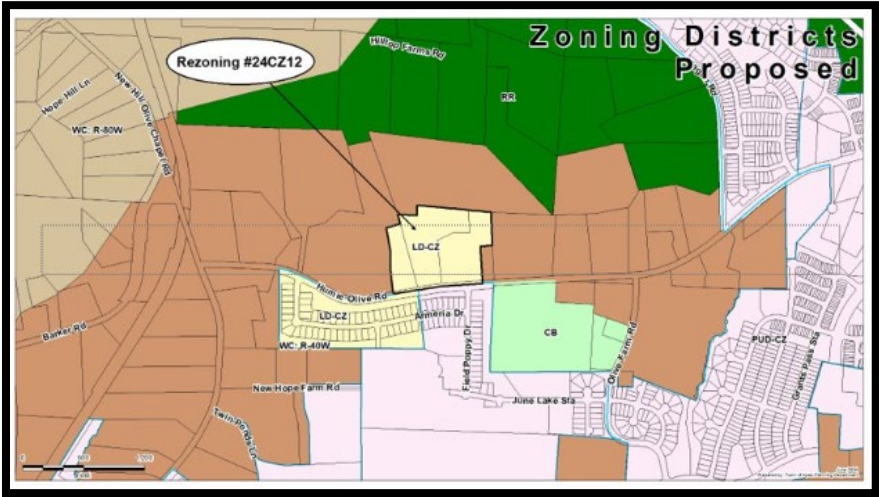 Zoning Districts
Proposed
Rezoning #24CZ12
Hilltop Farms Rd
RR
Hope Hill Ln
WC: R-80W
New Hill Olive Chapel Rd
LD-CZ
Humie Olive Rd
LD-CZ
Armeria Dr
WC: R-40W
Barker Rd
CB
Field Poppy Dr
Olive Farm Rd
PUD-CZ
Grants Pass Sta
New Hope Farm Rd
June Lake Sta
Twin Ponds Ln
0